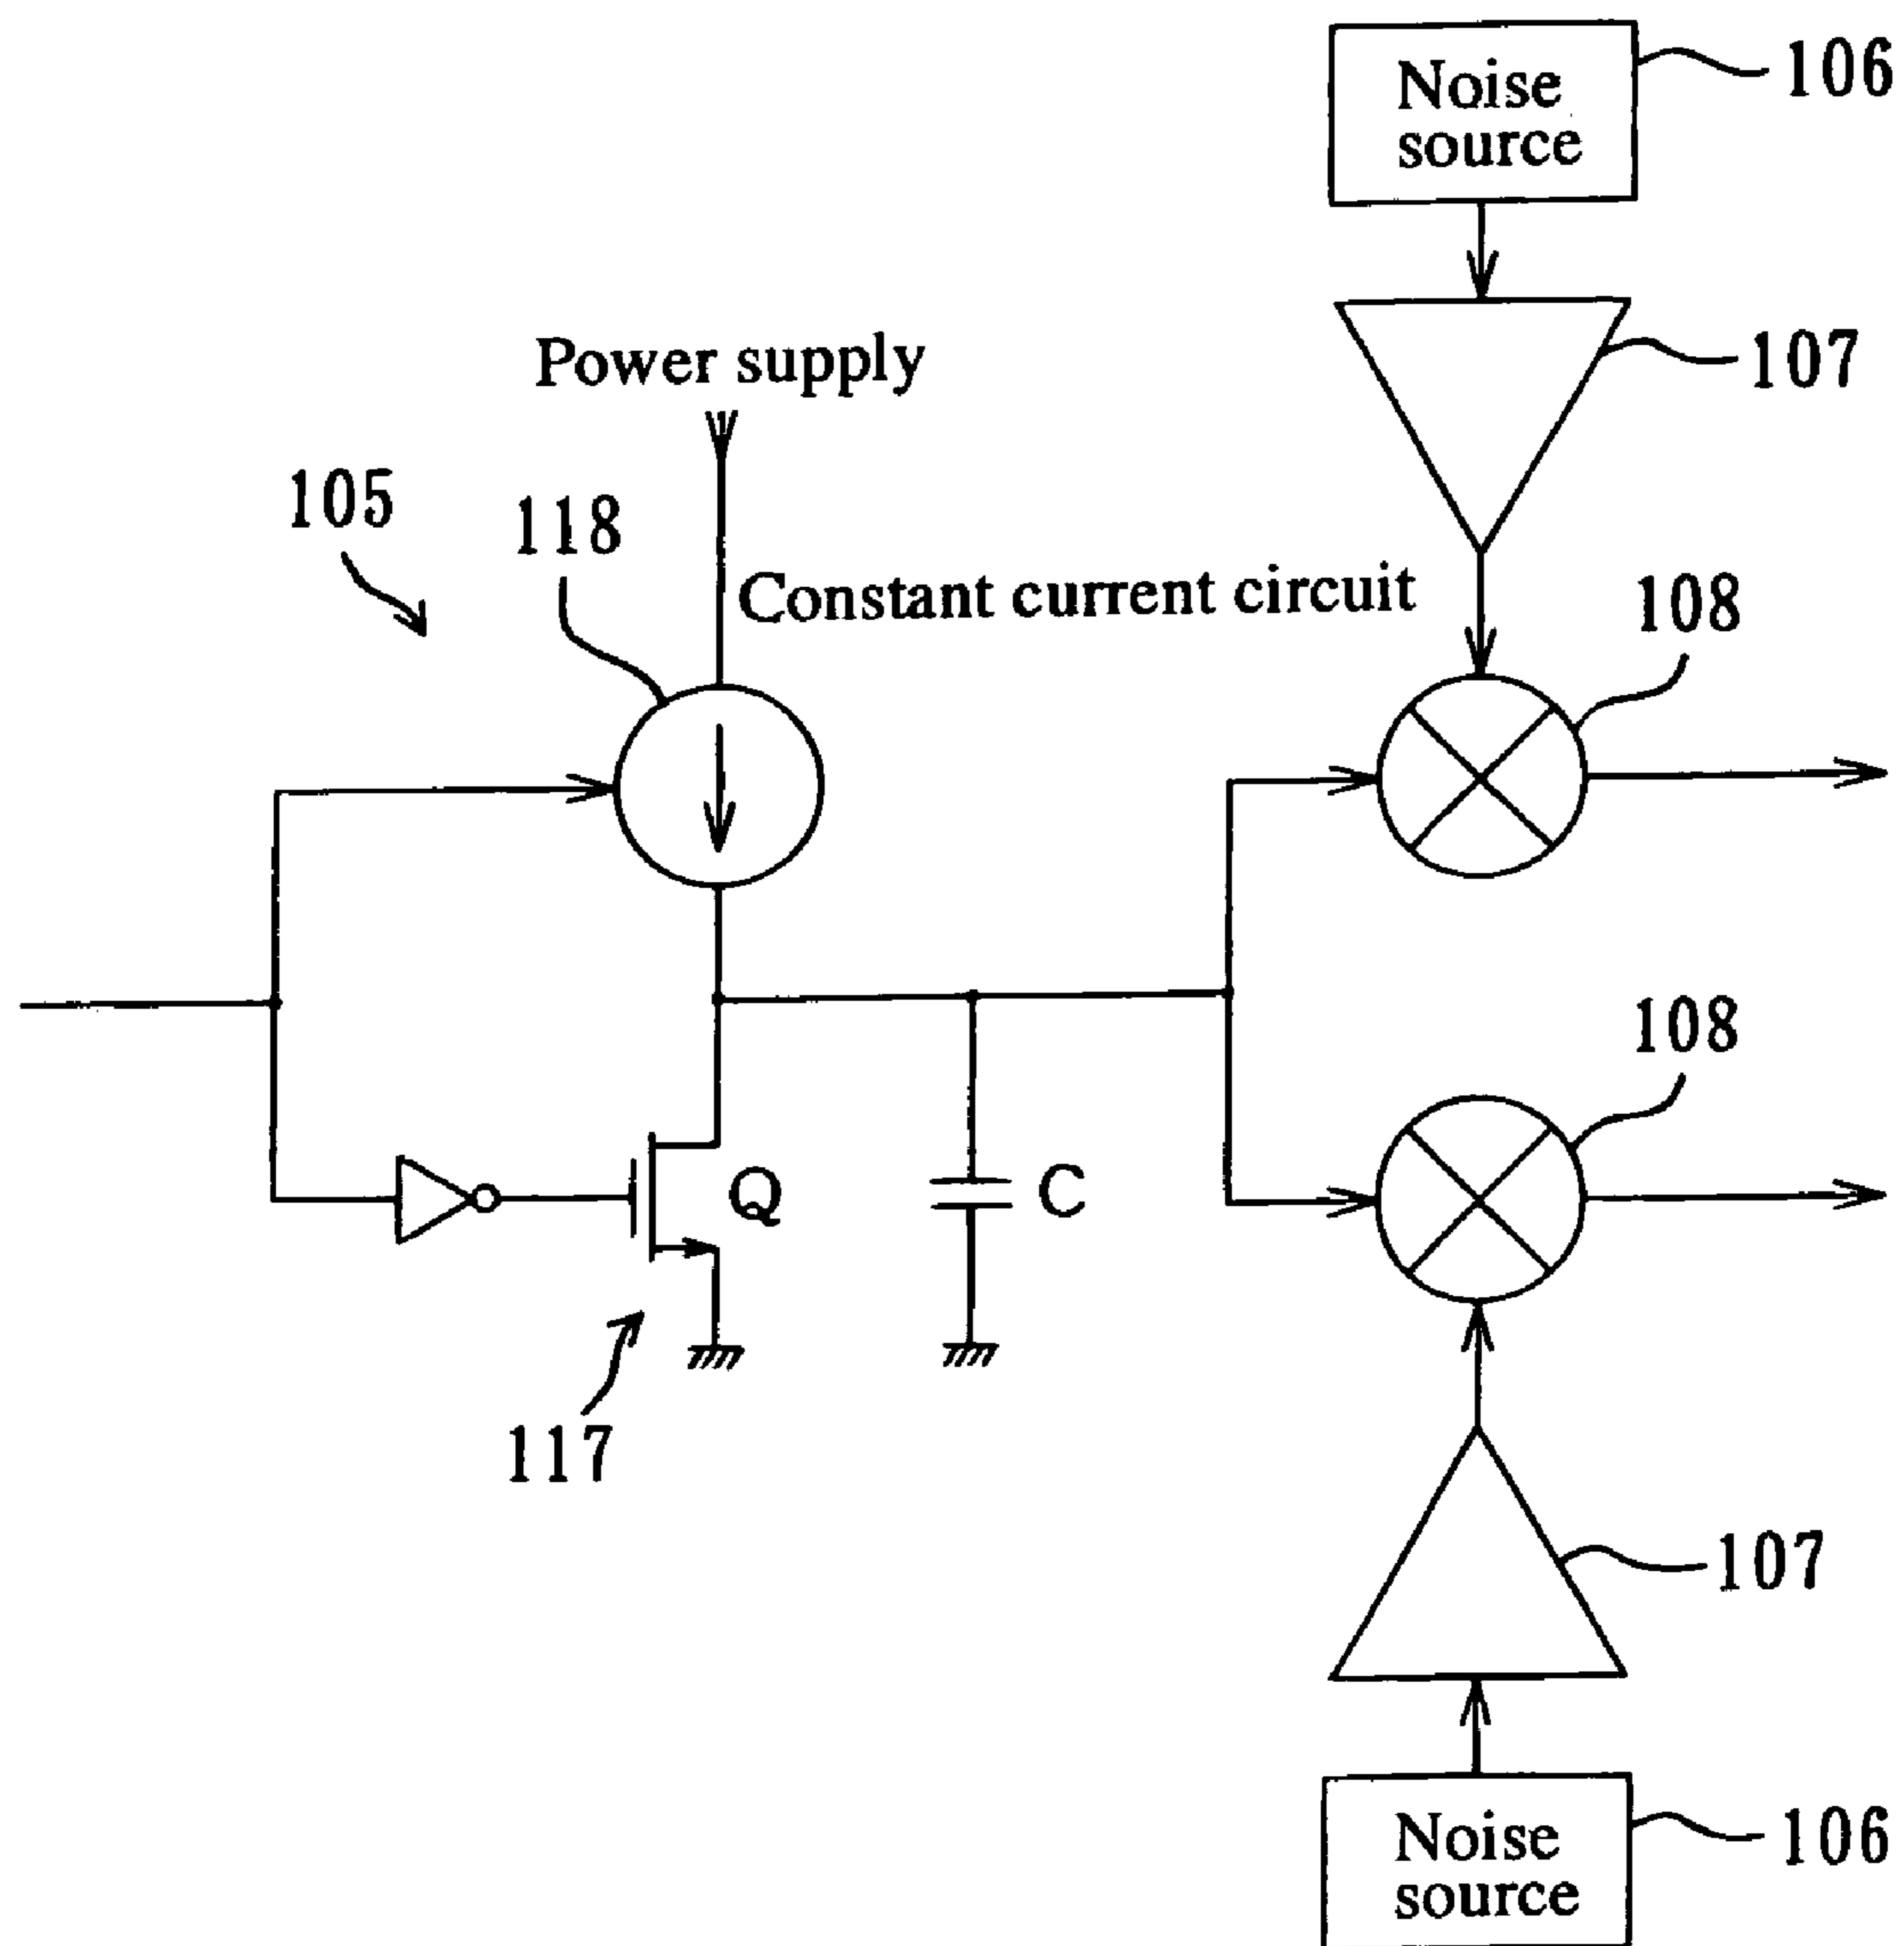 Noise
source
106
107
Power supply
105
118
Constant current circuit
108
108
Q
C
117
107
Noise
source
106